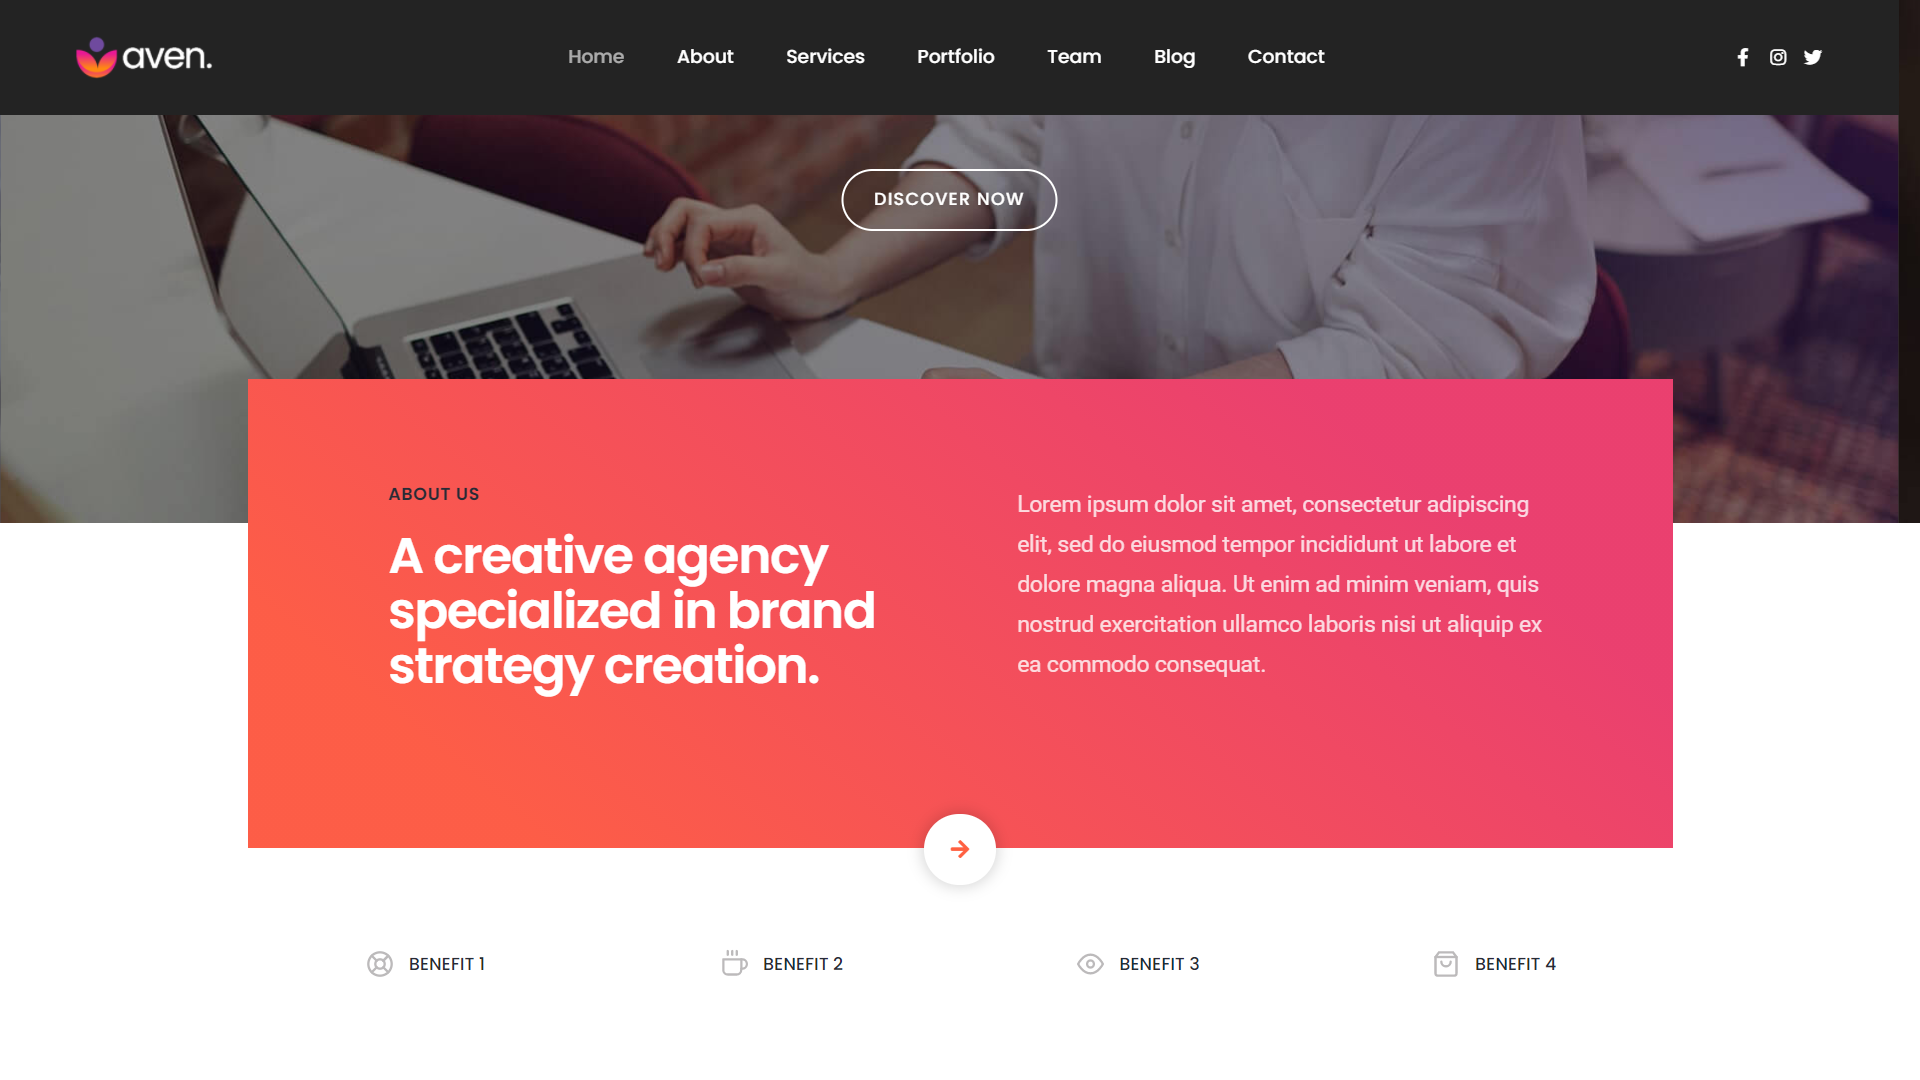 aven.
Home About Services Portfolio Team Blog Contact
DISCOVER NOW
ABOUT US
A creative agency
specialized in brand
strategy creation.
Lorem ipsum dolor sit amet, consectetur adipiscing
elit, sed do eiusmod tempor incididunt ut labore et
dolore magna aliqua. Ut enim ad minim veniam, quis
nostrud exercitation ullamco laboris nisi ut aliquip ex
ea commodo consequat.
BENEFIT 1
BENEFIT 2
BENEFIT 3
BENEFIT 4